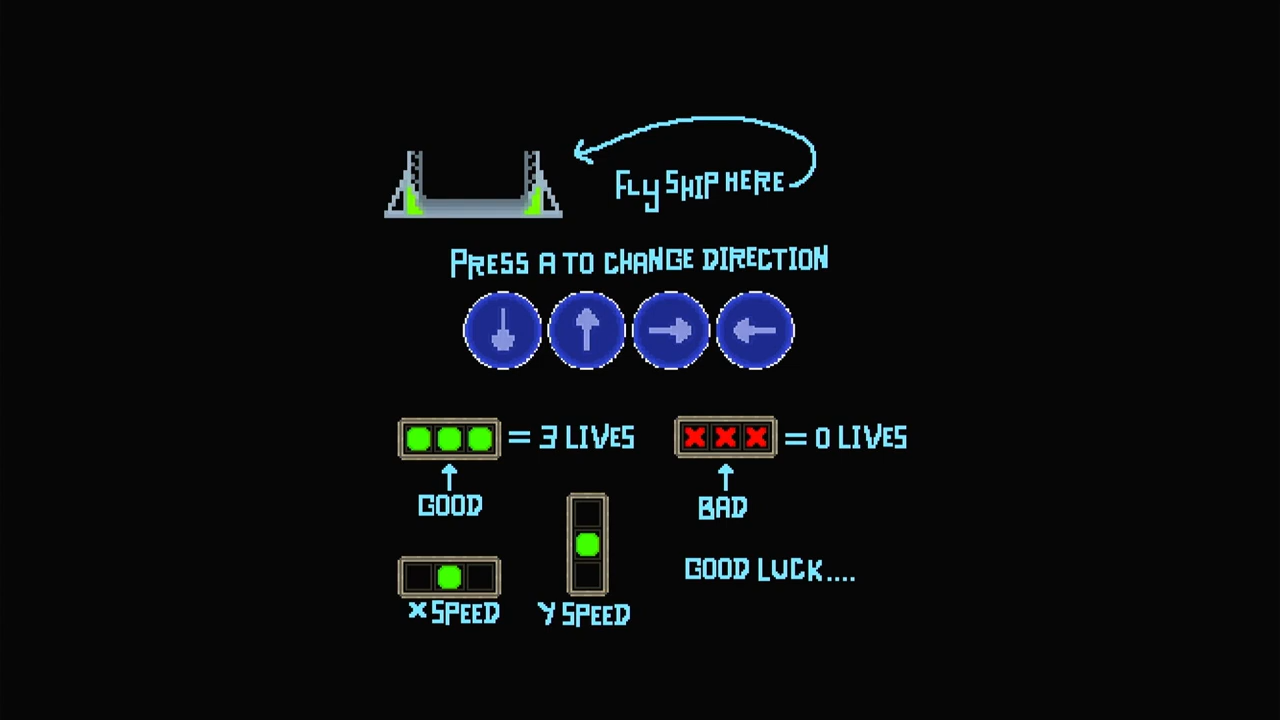 FLY SHIP HERE
PRESS A TO CHANGE DIRECTION
= 3 LIVES
= 0 LIVES
GOOD
BAD
GOOD LUCK....
X SPEED
Y SPEED